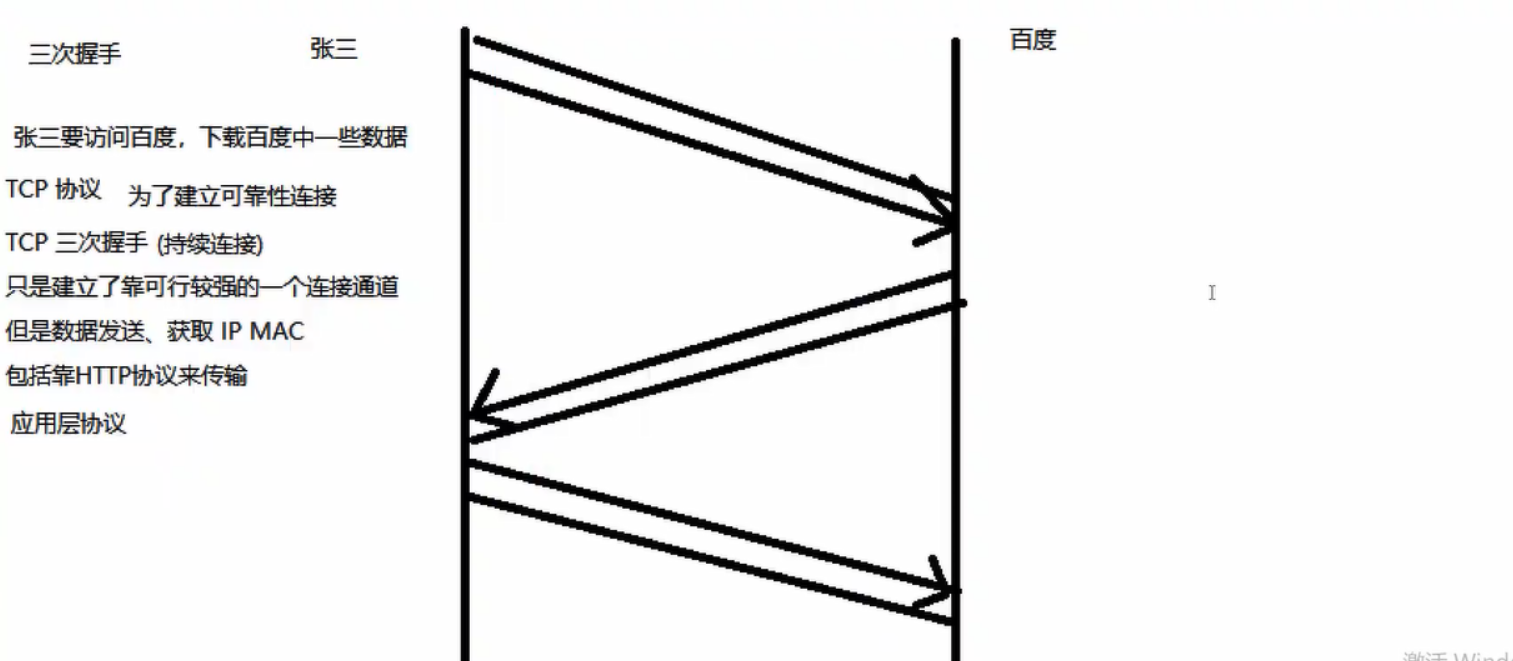 三次握手
张三
百度
张三要访问百度，下载百度中一些数据
TCP 协议 为了建立可靠性连接
TCP 三次握手 (持续连接)
只是建立了靠可行较强的一个连接通道
但是数据发送、获取 IP MAC
包括靠HTTP协议来传输
应用层协议